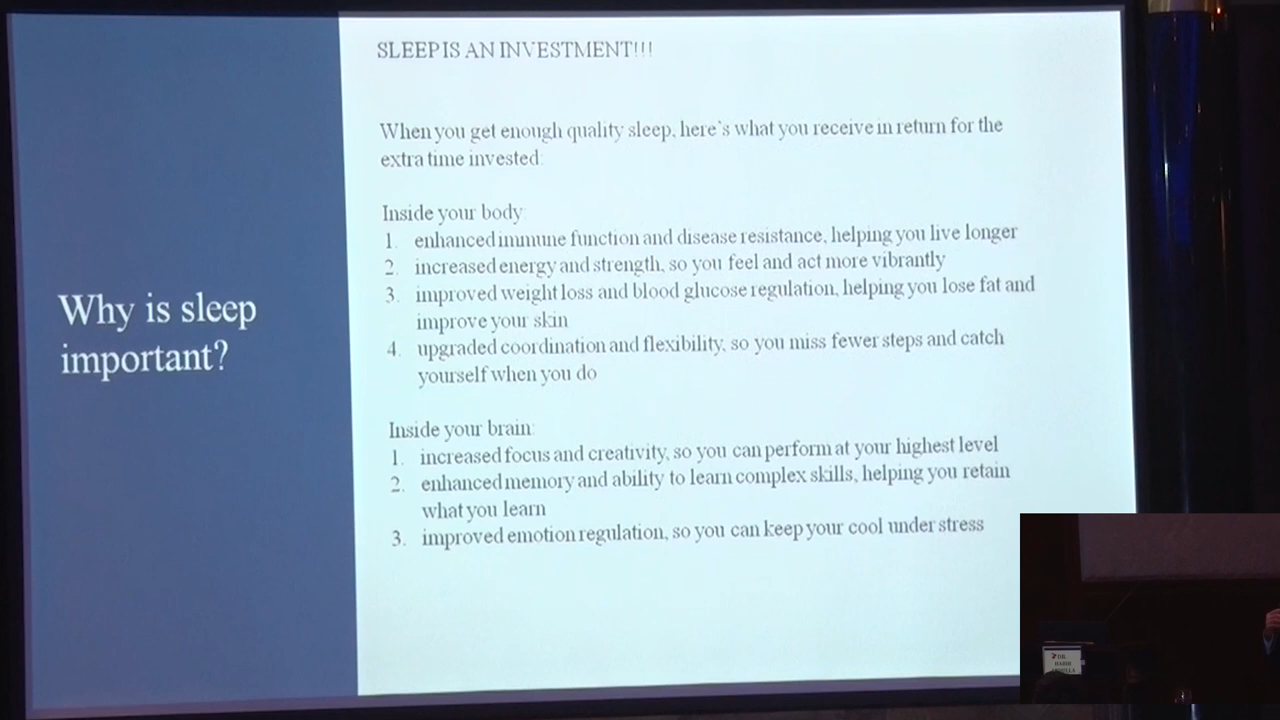 SLEEP IS AN INVESTMENT!!!
When you get enough quality sleep, here's what you receive in return for the
extra time invested:
Inside your body:
1. enhanced immune function and disease resistance, helping you live longer
2. increased energy and strength, so you feel and act more vibrantly
3. improved weight loss and blood glucose regulation, helping you lose fat and
improve your skin
4. upgraded coordination and flexibility, so you miss fewer steps and catch
yourself when you do
Why is sleep
important?
Inside your brain:
1. increased focus and creativity, so you can perform at your highest level
2. enhanced memory and ability to learn complex skills, helping you retain
what you learn
3. improved emotion regulation, so you can keep your cool under stress
DR.
HABIB